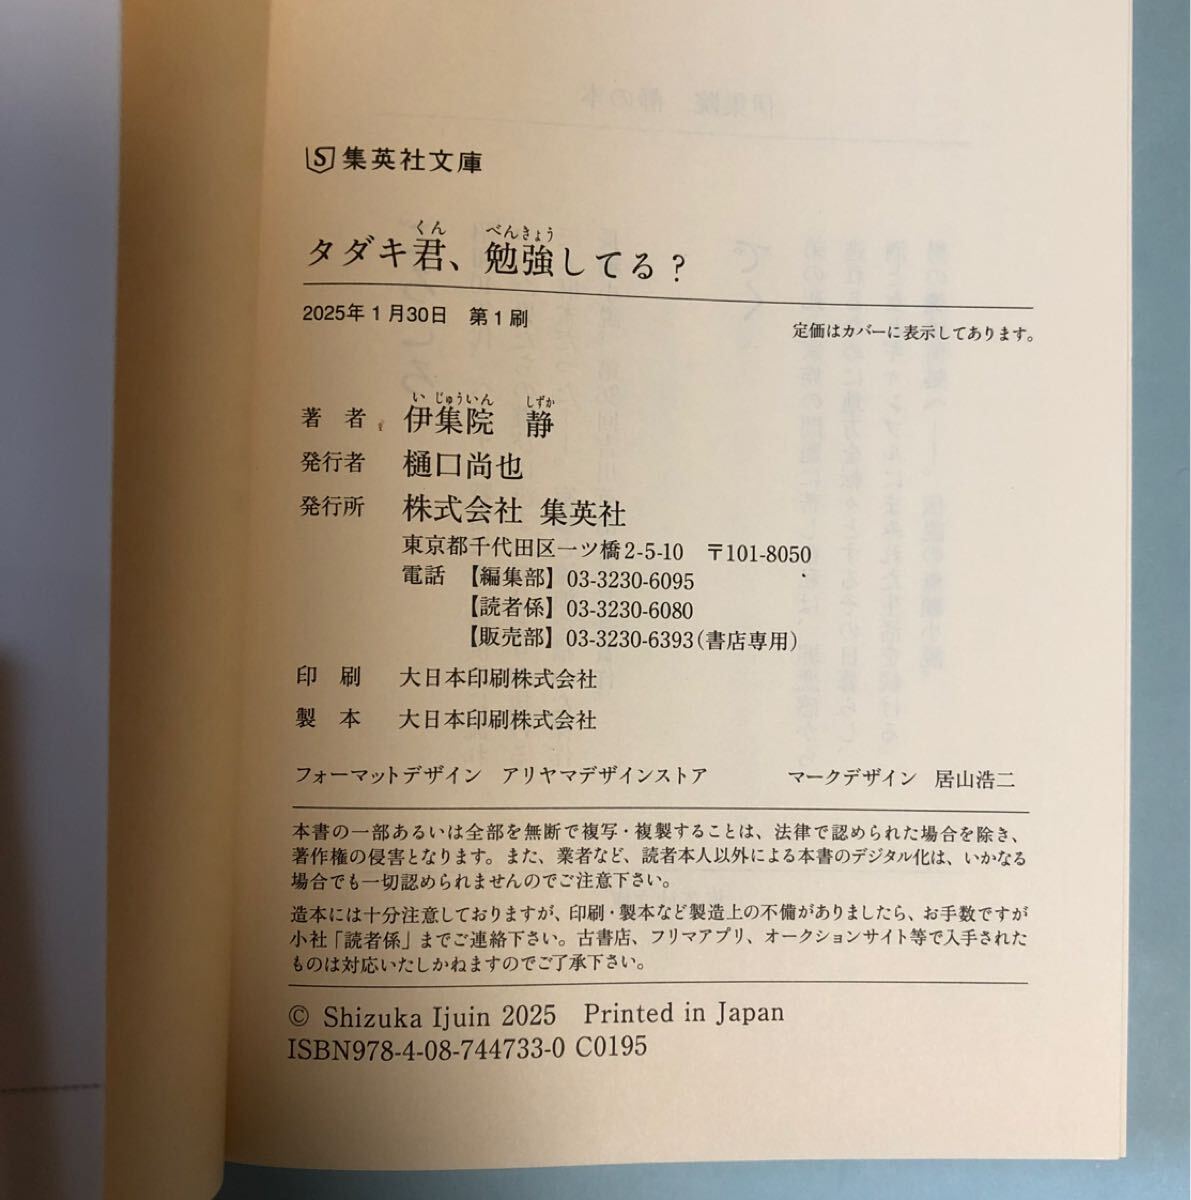 集英社文庫
タダキ君、勉強してる?
2025年1月30日　第1刷
定価はカバーに表示してあります。
著　者　伊集院　静
発行者　樋口尚也
発行所　株式会社 集英社
東京都千代田区一ツ橋2-5-10　〒101-8050
電話　【編集部】03-3230-6095
【読者係】03-3230-6080
【販売部】03-3230-6393(書店専用)
印　刷　大日本印刷株式会社
製　本　大日本印刷株式会社
フォーマットデザイン　アリヤマデザインストア　　　マークデザイン　居山浩二
本書の一部あるいは全部を無断で複写・複製することは、法律で認められた場合を除き、
著作権の侵害となります。また、業者など、読者本人以外による本書のデジタル化は、いかなる
場合でも一切認められませんのでご注意下さい。
造本には十分注意しておりますが、印刷・製本など製造上の不備がありましたら、お手数ですが
小社「読者係」までご連絡下さい。古書店、フリマアプリ、オークションサイト等で入手された
ものは対応いたしかねますのでご了承下さい。
© Shizuka Ijuin 2025　Printed in Japan
ISBN978-4-08-744733-0 C0195